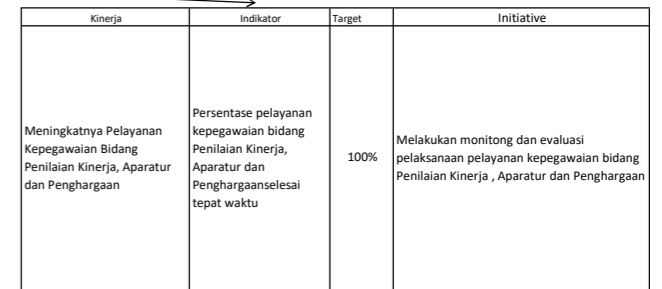 Kinerja Indikator Target Initiative
Meningkatnya Pelayanan
Kepegawaian Bidang
Penilaian Kinerja, Aparatur
dan Penghargaan
Persentase pelayanan
kepegawaian bidang
Penilaian Kinerja,
Aparatur dan
Penghargaanselesai
tepat waktu
100%
Melakukan monitong dan evaluasi
pelaksanaan pelayanan kepegawaian bidang
Penilaian Kinerja , Aparatur dan Penghargaan